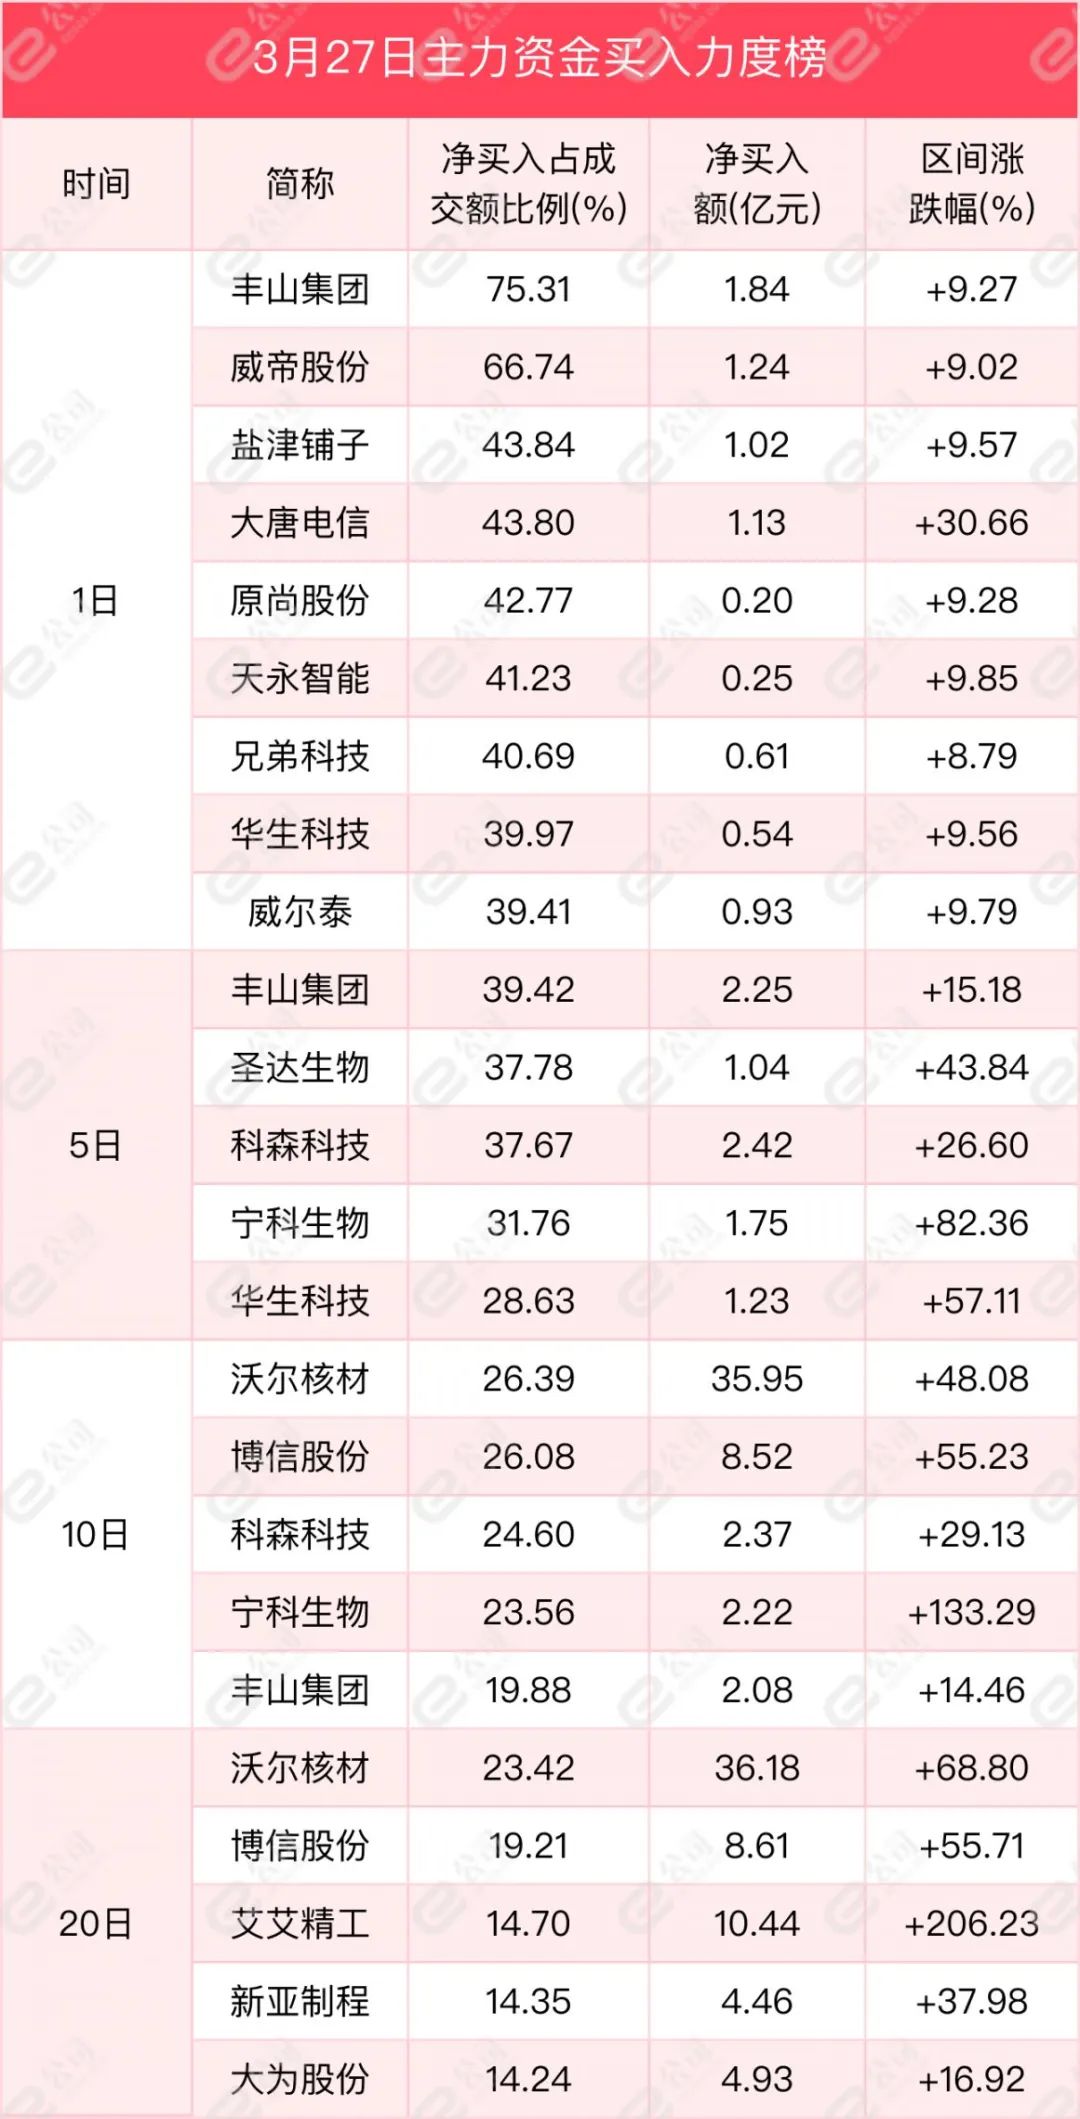 3月27日主力资金买入力度榜
时间 简称 净买入占成交额比例(%) 净买入额(亿元) 区间涨跌幅(%)
1日
丰山集团 75.31 1.84 +9.27
威帝股份 66.74 1.24 +9.02
盐津铺子 43.84 1.02 +9.57
大唐电信 43.80 1.13 +30.66
原尚股份 42.77 0.20 +9.28
天永智能 41.23 0.25 +9.85
兄弟科技 40.69 0.61 +8.79
华生科技 39.97 0.54 +9.56
威尔泰 39.41 0.93 +9.79
5日
丰山集团 39.42 2.25 +15.18
圣达生物 37.78 1.04 +43.84
科森科技 37.67 2.42 +26.60
宁科生物 31.76 1.75 +82.36
华生科技 28.63 1.23 +57.11
10日
沃尔核材 26.39 35.95 +48.08
博信股份 26.08 8.52 +55.23
科森科技 24.60 2.37 +29.13
宁科生物 23.56 2.22 +133.29
丰山集团 19.88 2.08 +14.46
20日
沃尔核材 23.42 36.18 +68.80
博信股份 19.21 8.61 +55.71
艾艾精工 14.70 10.44 +206.23
新亚制程 14.35 4.46 +37.98
大为股份 14.24 4.93 +16.92
e公司